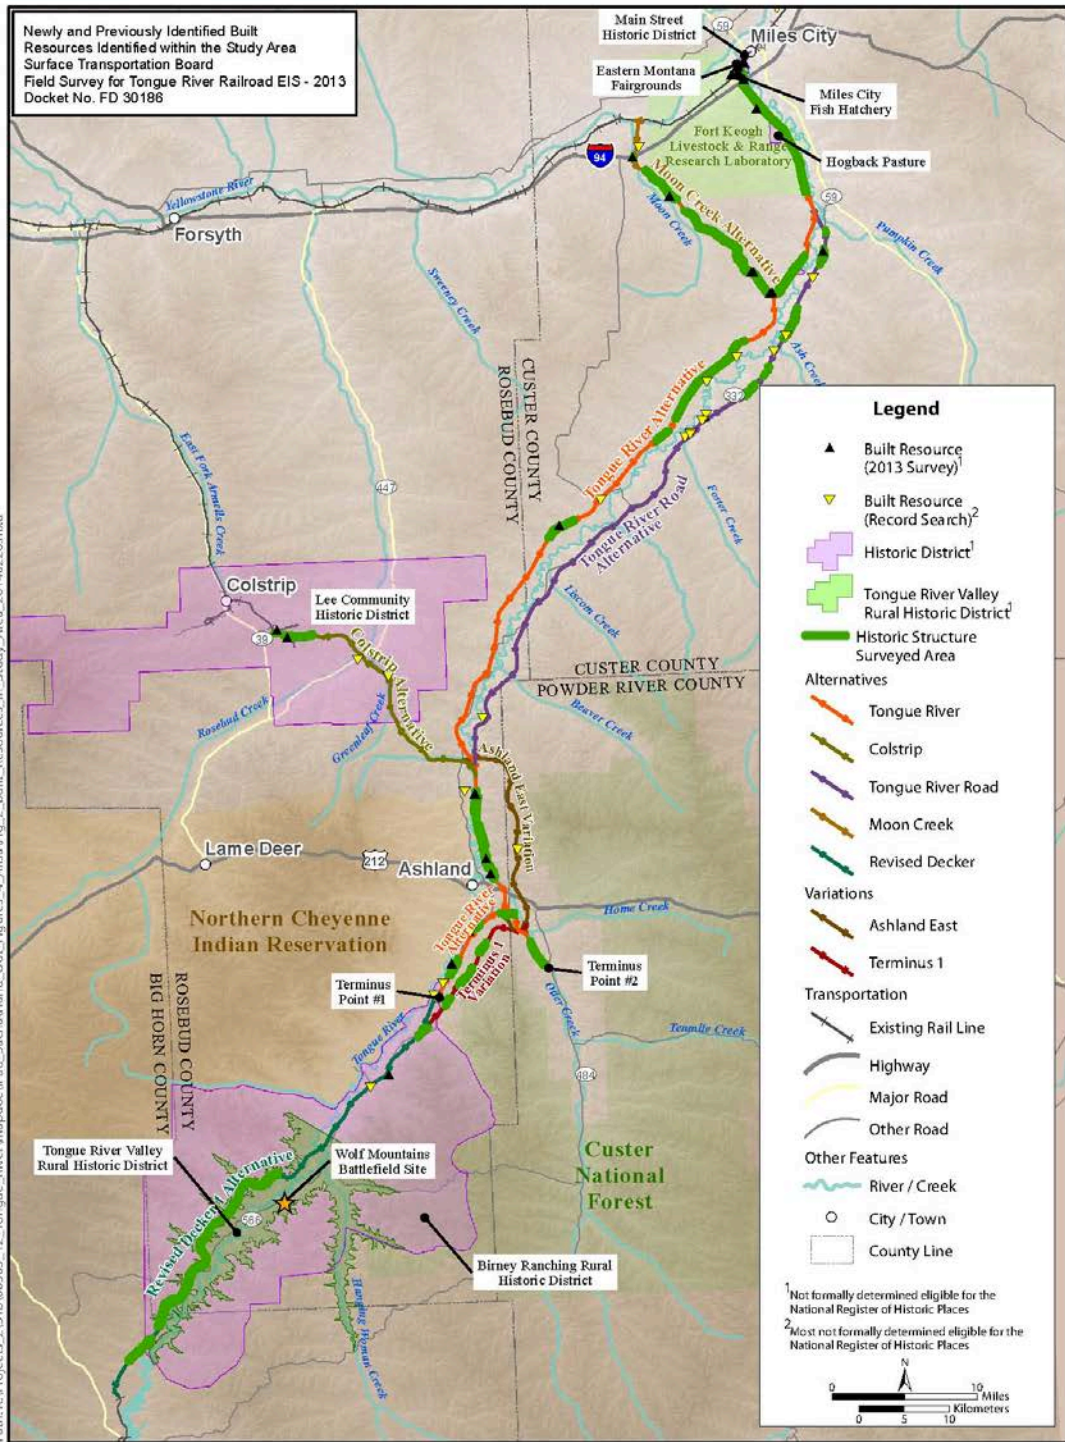 Newly and Previously Identified Built
Resources Identified within the Study Area
Surface Transportation Board
Field Survey for Tongue River Railroad EIS - 2013
Docket No. FD 30186
Main Street
Historic District
59
Miles City
Eastern Montana
Fairgrounds
Miles City
Fish Hatchery
Fort Keogh
Livestock & Range
Research Laboratory
Hogback Pasture
94
Yellowstone River
Forsyth
Moon Creek Alternative
Moon Creek
59
Pumpkin Creek
Sweeney Creek
Ash Creek
332
CUSTER COUNTY
ROSEBUD COUNTY
Tongue River Alternative
East Fork Armells Creek
447
Tongue River Road
Alternative
Foster Creek
Colstrip
Lee Community
Historic District
39
Colstrip Alternative
Liscom Creek
CUSTER COUNTY
POWDER RIVER COUNTY
Rosebud Creek
Greenleaf Creek
Beaver Creek
Ashland East Variation
Lame Deer
212
Ashland
Home Creek
Northern Cheyenne
Indian Reservation
Tongue River
Alternative
Terminus 1
Variation
Terminus
Point #1
Terminus
Point #2
Otter Creek
Tenmile Creek
Tongue River
ROSEBUD COUNTY
BIG HORN COUNTY
484
Tongue River Valley
Rural Historic District
Wolf Mountains
Battlefield Site
Custer
National
Forest
Revised Decker Alternative
566
Birney Ranching Rural
Historic District
Hanging Woman Creek
Legend
Built Resource
(2013 Survey)1
Built Resource
(Record Search)2
Historic District1
Tongue River Valley
Rural Historic District1
Historic Structure
Surveyed Area
Alternatives
Tongue River
Colstrip
Tongue River Road
Moon Creek
Revised Decker
Variations
Ashland East
Terminus 1
Transportation
Existing Rail Line
Highway
Major Road
Other Road
Other Features
River / Creek
City / Town
County Line
1Not formally determined eligible for the
National Register of Historic Places
2Most not formally determined eligible for the
National Register of Historic Places
N
0 10
Miles
Kilometers
0 5 10